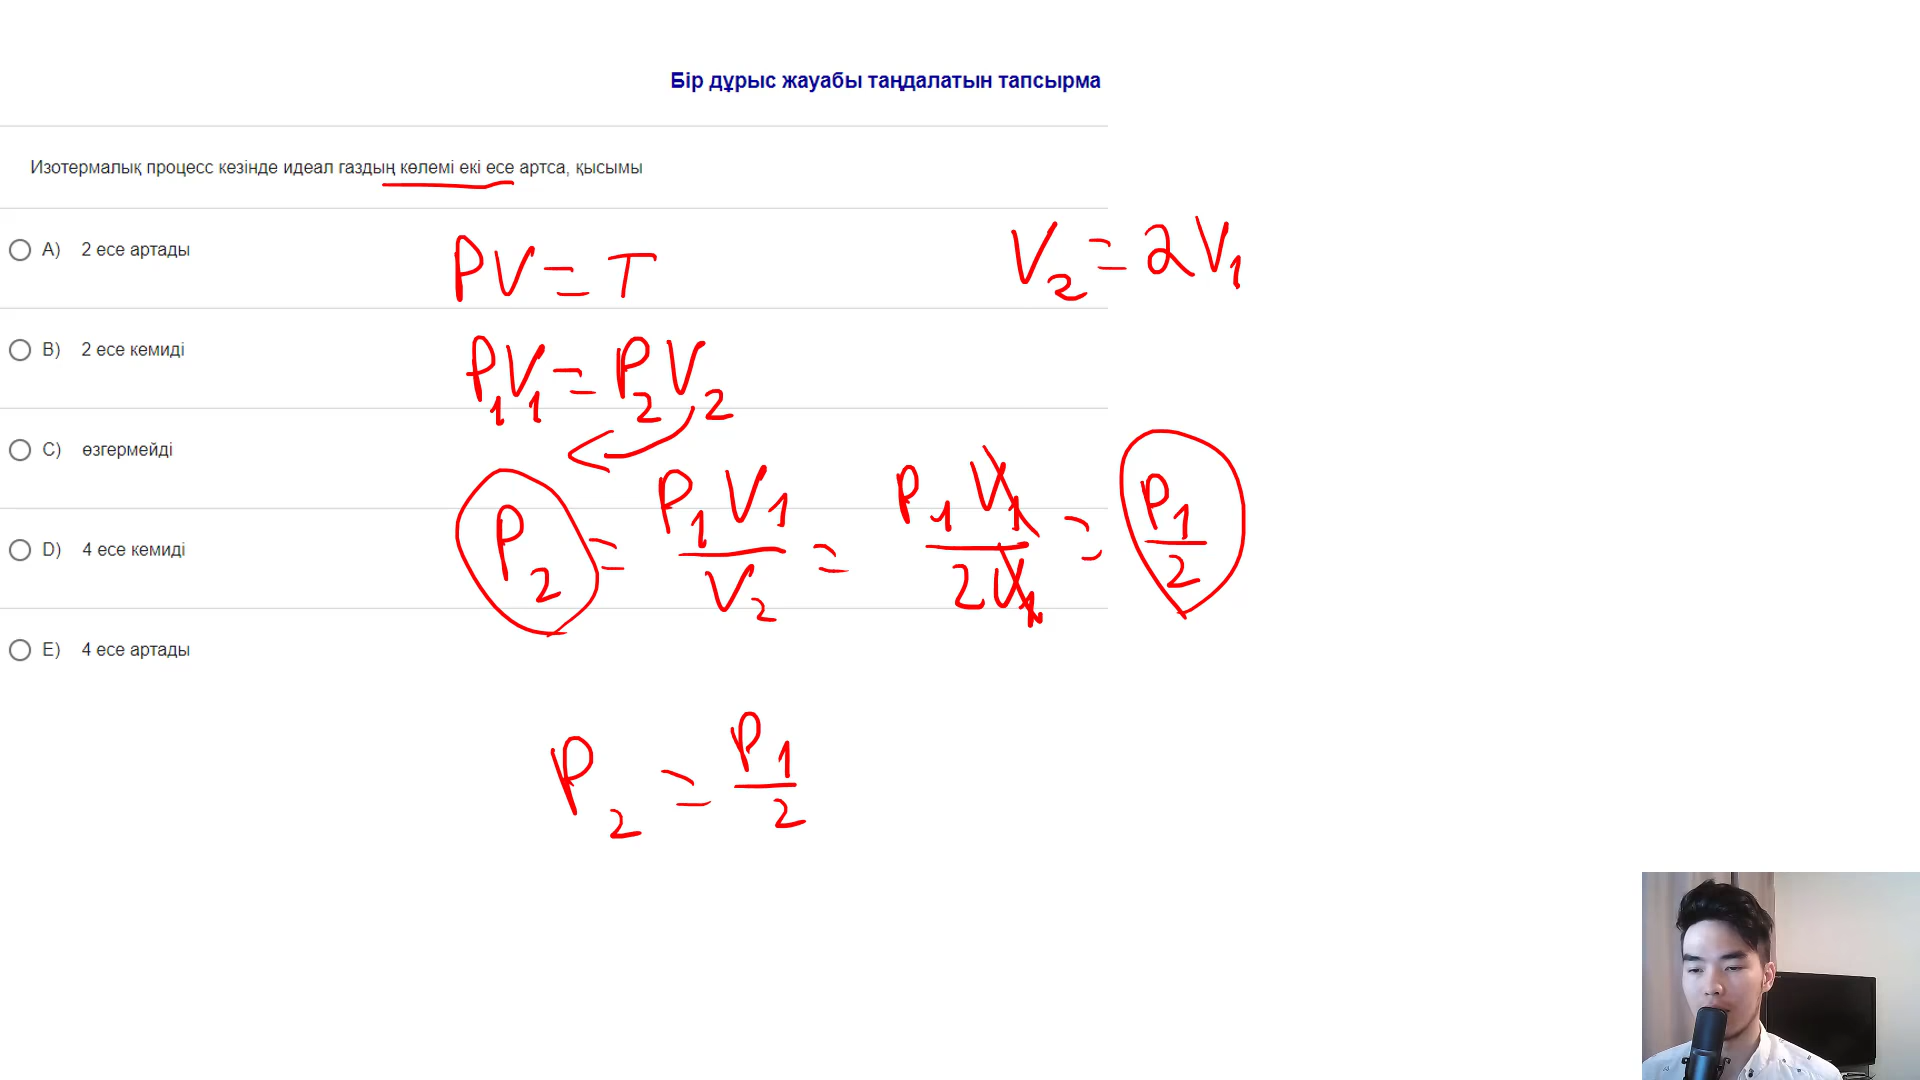 Бір дұрыс жауабы таңдалатын тапсырма
Изотермалық процесс кезінде идеал газдың көлемі екі есе артса, қысымы
A) 2 есе артады
B) 2 есе кемиді
C) өзгермейді
D) 4 есе кемиді
E) 4 есе артады
PV = T
V₂ = 2V₁
P₁V₁ = P₂V₂
P₂ = P₁V₁/V₂ = P₁V₁/2V₁ = P₁/2
P₂ = P₁/2